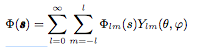 Φ(s) = ∑_{l=0}^{∞} ∑_{m=−l}^{l} Φ_{lm}(s)Y_{lm}(θ, φ)